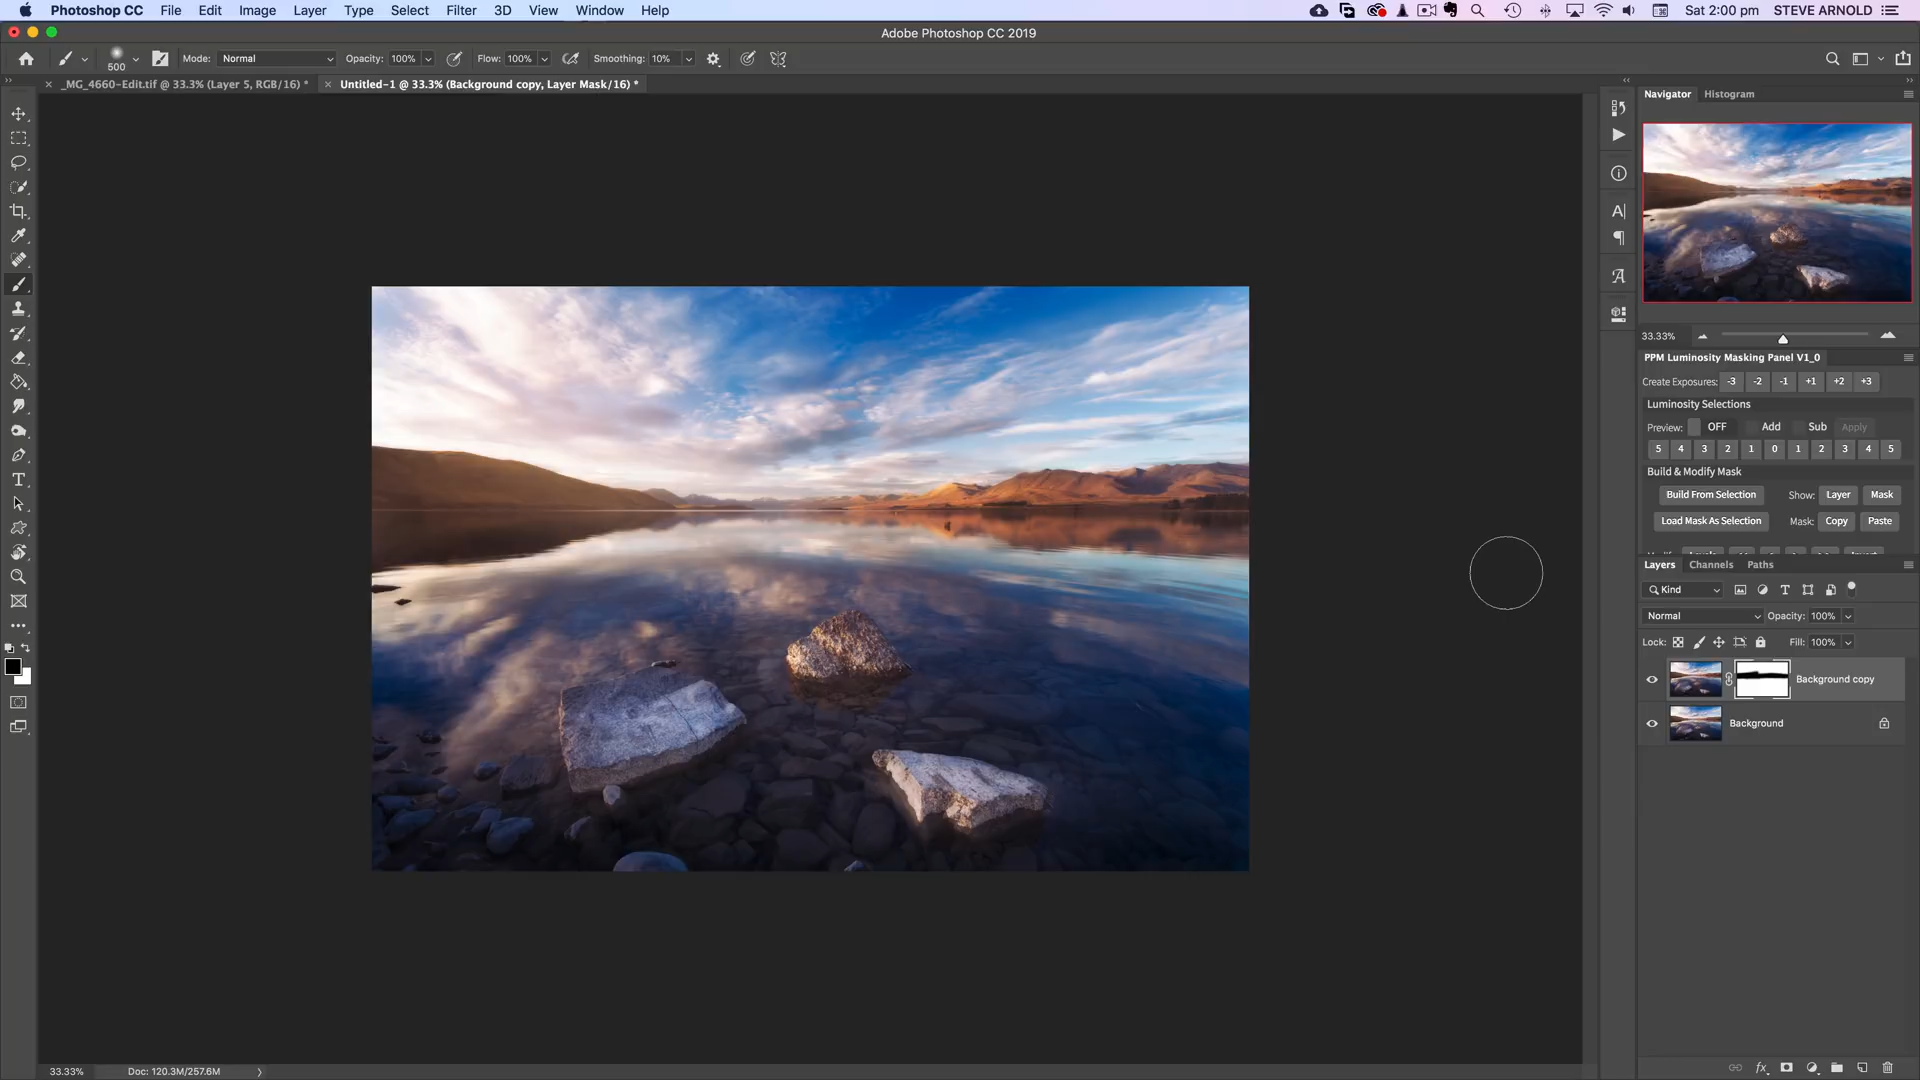 Photoshop CC File Edit Image Layer Type Select Filter 3D View Window Help Sat 2:00 pm STEVE ARNOLD
Adobe Photoshop CC 2019
500 Mode: Normal Opacity: 100% Flow: 100% Smoothing: 10%
_MG_4660-Edit.tif @ 33.3% (Layer 5, RGB/16) * Untitled-1 @ 33.3% (Background copy, Layer Mask/16) *
Navigator Histogram
33.33%
PPM Luminosity Masking Panel V1_0
Create Exposures: -3 -2 -1 +1 +2 +3
Luminosity Selections
Preview: OFF Add Sub Apply
5 4 3 2 1 0 1 2 3 4 5
Build & Modify Mask
Build From Selection Show: Layer Mask
Load Mask As Selection Mask: Copy Paste
Layers Channels Paths
Kind
Normal Opacity: 100%
Lock: Fill: 100%
Background copy
Background
33.33% Doc: 120.3M/257.6M